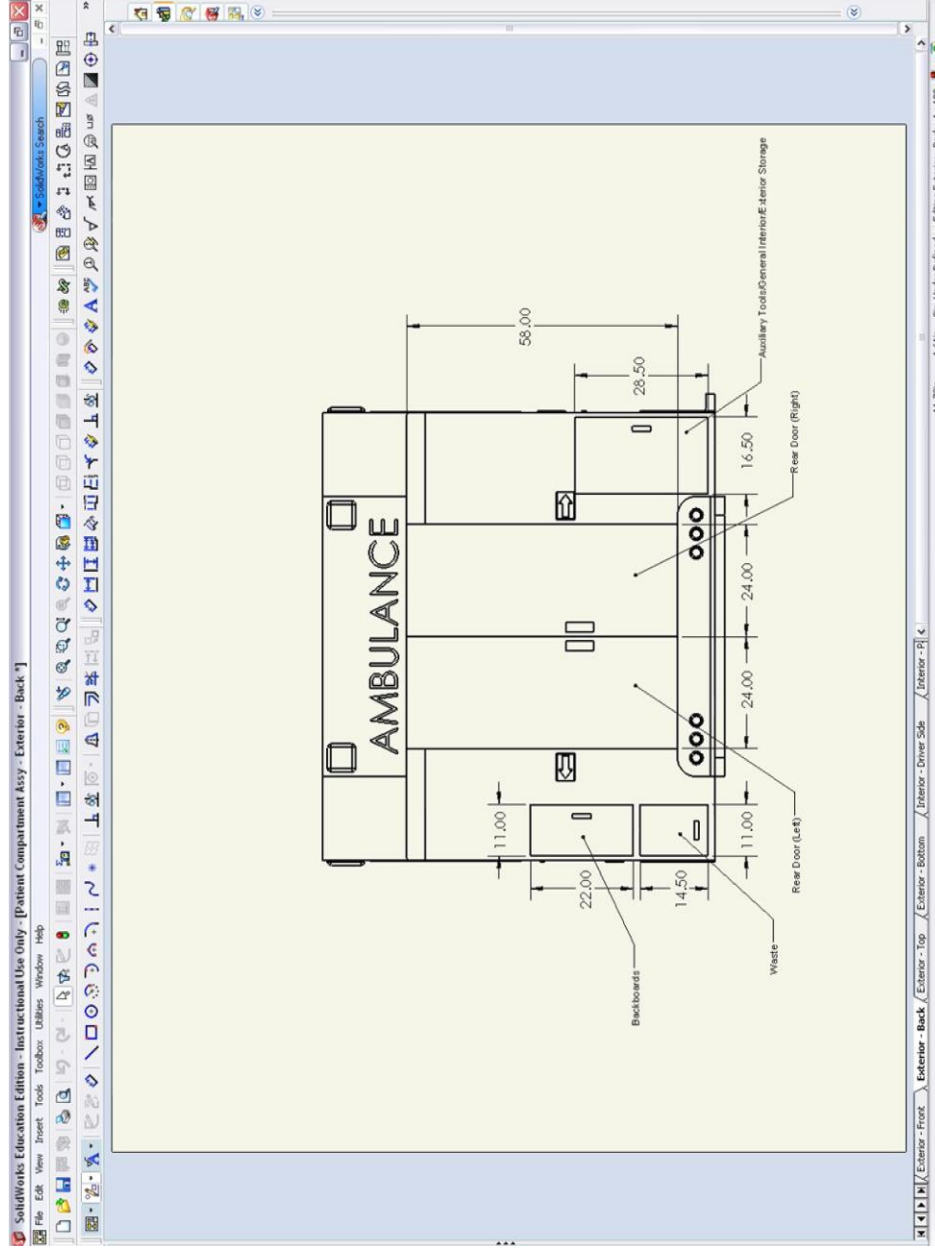 SolidWorks Education Edition - Instructional Use Only - [Patient Compartment Assy - Exterior - Back *]
File Edit View Insert Tools Toolbox Utilities Window Help
SolidWorks Search
AMBULANCE
58.00
11.00
28.50
22.00
14.50
11.00
24.00
24.00
16.50
Backboards
Waste
Rear Door (Left)
Rear Door (Right)
Auxiliary Tools/General Interior/Exterior Storage
Exterior - Front Exterior - Back Exterior - Top Exterior - Bottom Interior - Driver Side Interior - P